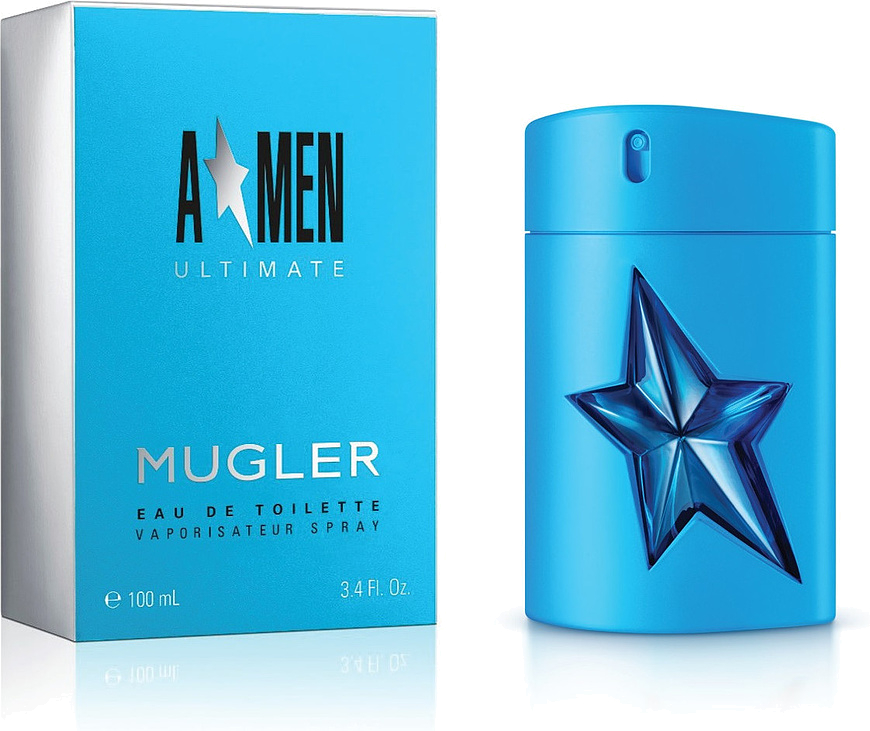 A MEN
ULTIMATE
MUGLER
EAU DE TOILETTE
VAPORISATEUR SPRAY
℮ 100 mL
3.4 Fl. Oz.